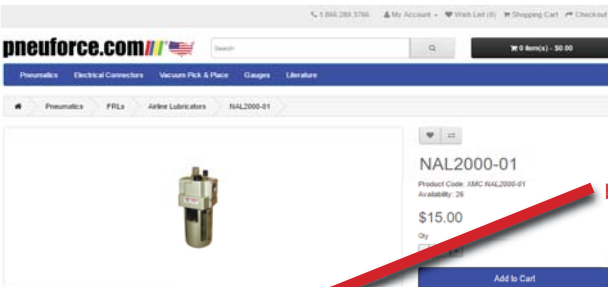 1.866.289.3766 My Account Wish List (0) Shopping Cart Checkout
pneuforce.com
Search
0 item(s) - $0.00
Pneumatics Electrical Connectors Vacuum Pick & Place Gauges Literature
Pneumatics FRLs Airline Lubricators NAL2000-01
NAL2000-01
Product Code: XMC NAL2000-01
Availability: 26
$15.00
Qty
Add to Cart